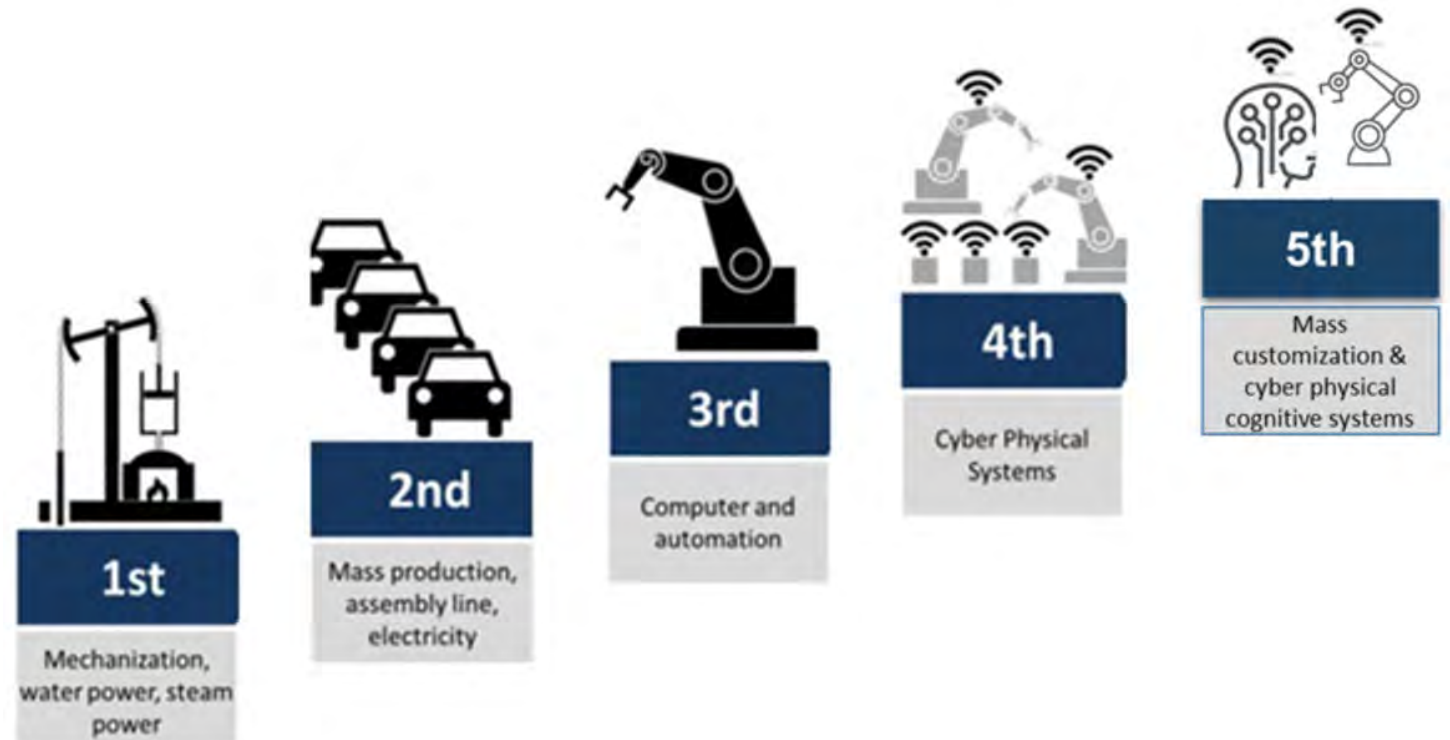 1st
Mechanization,
water power, steam
power
2nd
Mass production,
assembly line,
electricity
3rd
Computer and
automation
4th
Cyber Physical
Systems
5th
Mass
customization &
cyber physical
cognitive systems